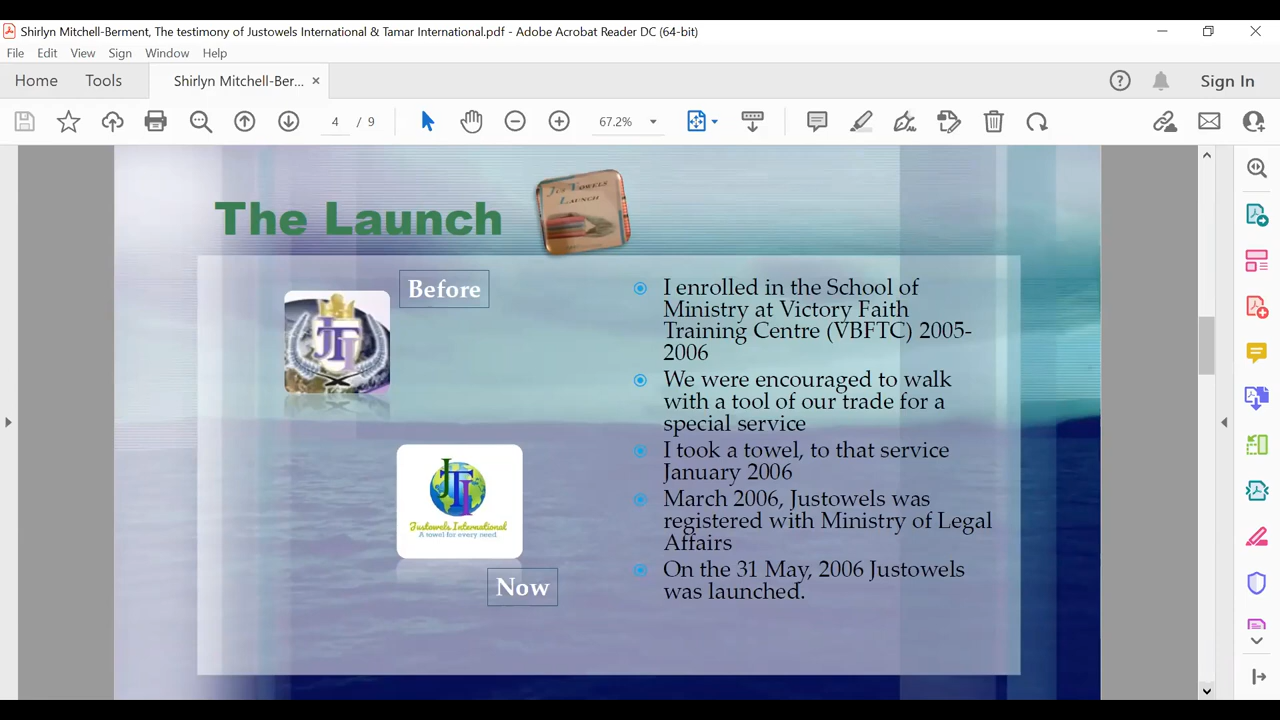 Shirlyn Mitchell-Berment, The testimony of Justowels International & Tamar International.pdf - Adobe Acrobat Reader DC (64-bit)
File Edit View Sign Window Help
Home Tools Shirlyn Mitchell-Ber... × Sign In
4 / 9 67.2%
The Launch
JUS TOWELS
LAUNCH
Before
JTI
JTI
Justowels International
A towel for every need
Now
I enrolled in the School of
Ministry at Victory Faith
Training Centre (VBFTC) 2005-
2006
We were encouraged to walk
with a tool of our trade for a
special service
I took a towel, to that service
January 2006
March 2006, Justowels was
registered with Ministry of Legal
Affairs
On the 31 May, 2006 Justowels
was launched.